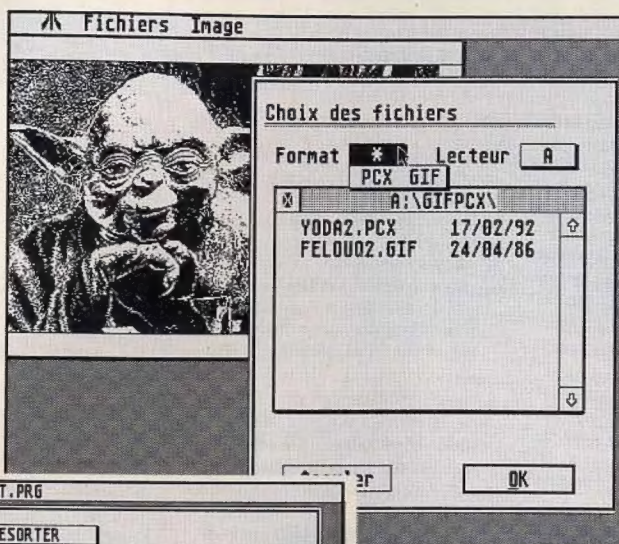 Fichiers Image
Choix des fichiers
Format * Lecteur A
PCX GIF
A:\GIFPCX\
YODA2.PCX 17/02/92
FELOUQ2.GIF 24/04/86
OK
T.PRG
ESORTER